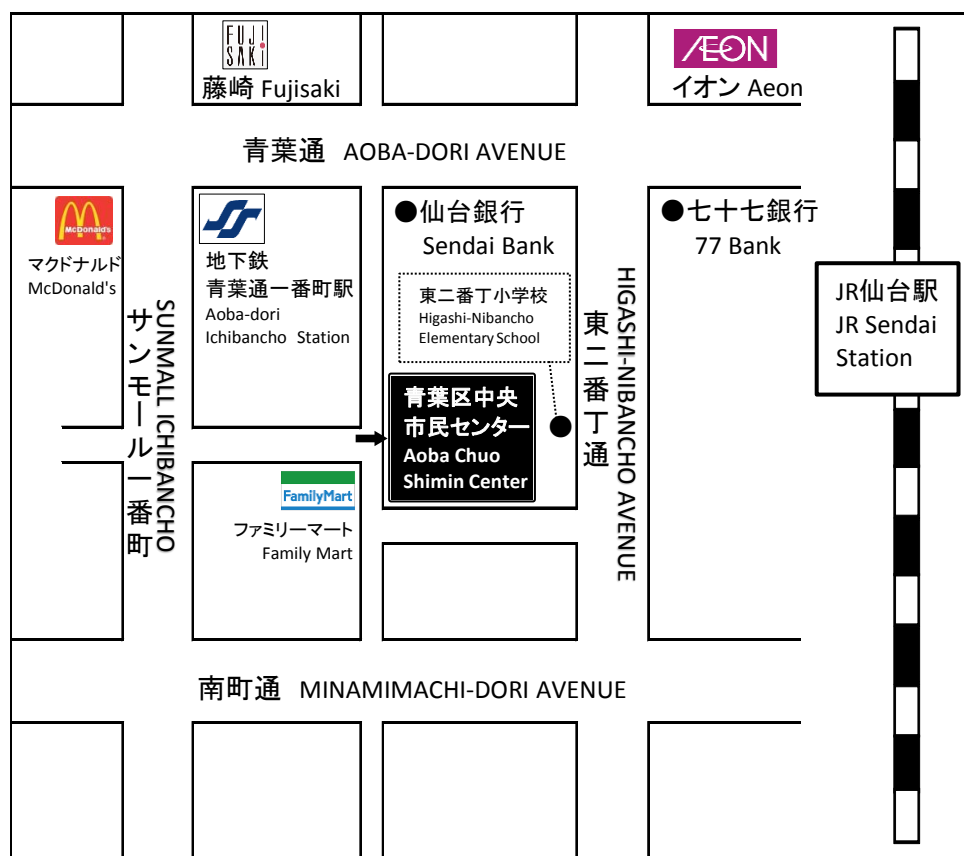 FUJI
SAKI
藤崎 Fujisaki
ÆON
イオン Aeon
青葉通 AOBA-DORI AVENUE
McDonald's
マクドナルド
McDonald's
地下鉄
青葉通一番町駅
Aoba-dori
Ichibancho Station
●仙台銀行
Sendai Bank
●七十七銀行
77 Bank
東二番丁小学校
Higashi-Nibancho
Elementary School
JR仙台駅
JR Sendai
Station
サンモール一番町
SUNMALL ICHIBANCHO
東二番丁通
HIGASHI-NIBANCHO AVENUE
青葉区中央
市民センター
Aoba Chuo
Shimin Center
FamilyMart
ファミリーマート
Family Mart
南町通 MINAMIMACHI-DORI AVENUE